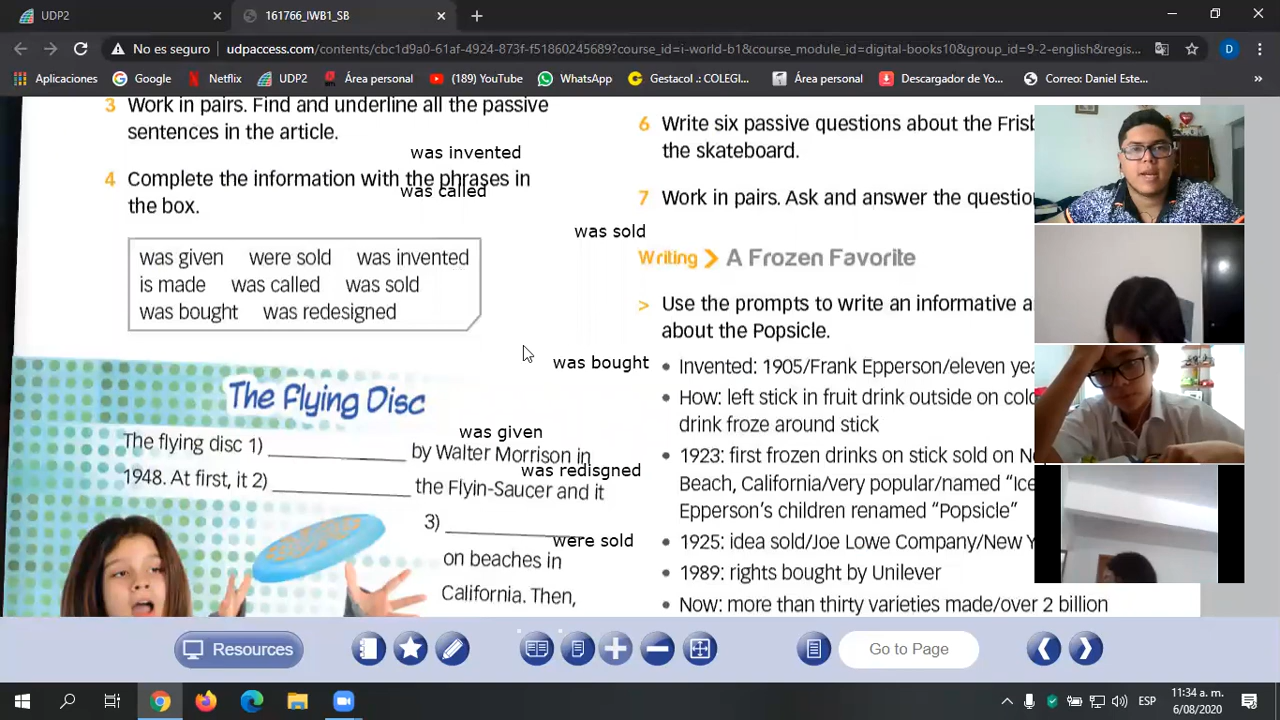 UDP2
161766_IWB1_SB
No es seguro
udpaccess.com/contents/cbc1d9a0-61af-4924-873f-f51860245689?course_id=i-world-b1&course_module_id=digital-books10&group_id=9-2-english&regis...
D
Aplicaciones
Google
Netflix
UDP2
Área personal
(189) YouTube
WhatsApp
Gestacol .: COLEGI...
Área personal
Descargador de Yo...
Correo: Daniel Este...
»
3 Work in pairs. Find and underline all the passive
sentences in the article.
was invented
4 Complete the information with the phrases in
was called
the box.
was sold
was given were sold was invented
is made was called was sold
was bought was redesigned
was bought
The Flying Disc
was given
The flying disc 1) ______________ by Walter Morrison in
was redisgned
1948. At first, it 2) ______________ the Flyin-Saucer and it
3) ______________
were sold
on beaches in
California. Then,
6 Write six passive questions about the Frisb
the skateboard.
7 Work in pairs. Ask and answer the questio
Writing > A Frozen Favorite
> Use the prompts to write an informative a
about the Popsicle.
• Invented: 1905/Frank Epperson/eleven yea
• How: left stick in fruit drink outside on cold
drink froze around stick
• 1923: first frozen drinks on stick sold on Ne
Beach, California/very popular/named “Ice
Epperson's children renamed “Popsicle”
• 1925: idea sold/Joe Lowe Company/New Y
• 1989: rights bought by Unilever
• Now: more than thirty varieties made/over 2 billion
Resources
Go to Page
ESP
11:34 a. m.
6/08/2020